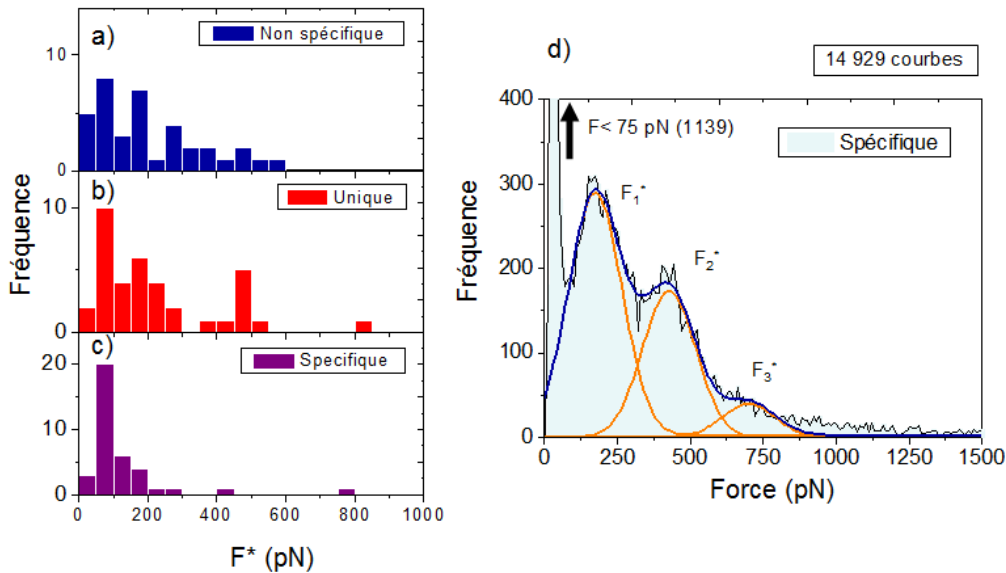 a)
Non spécifique
10
0
b)
Unique
10
0
c)
Specifique
20
10
0
0 200 400 600 800 1000
Fréquence
F* (pN)
d)
14 929 courbes
400
F< 75 pN (1139)
Spécifique
300
F1*
200
F2*
100
F3*
0
0 250 500 750 1000 1250 1500
Fréquence
Force (pN)